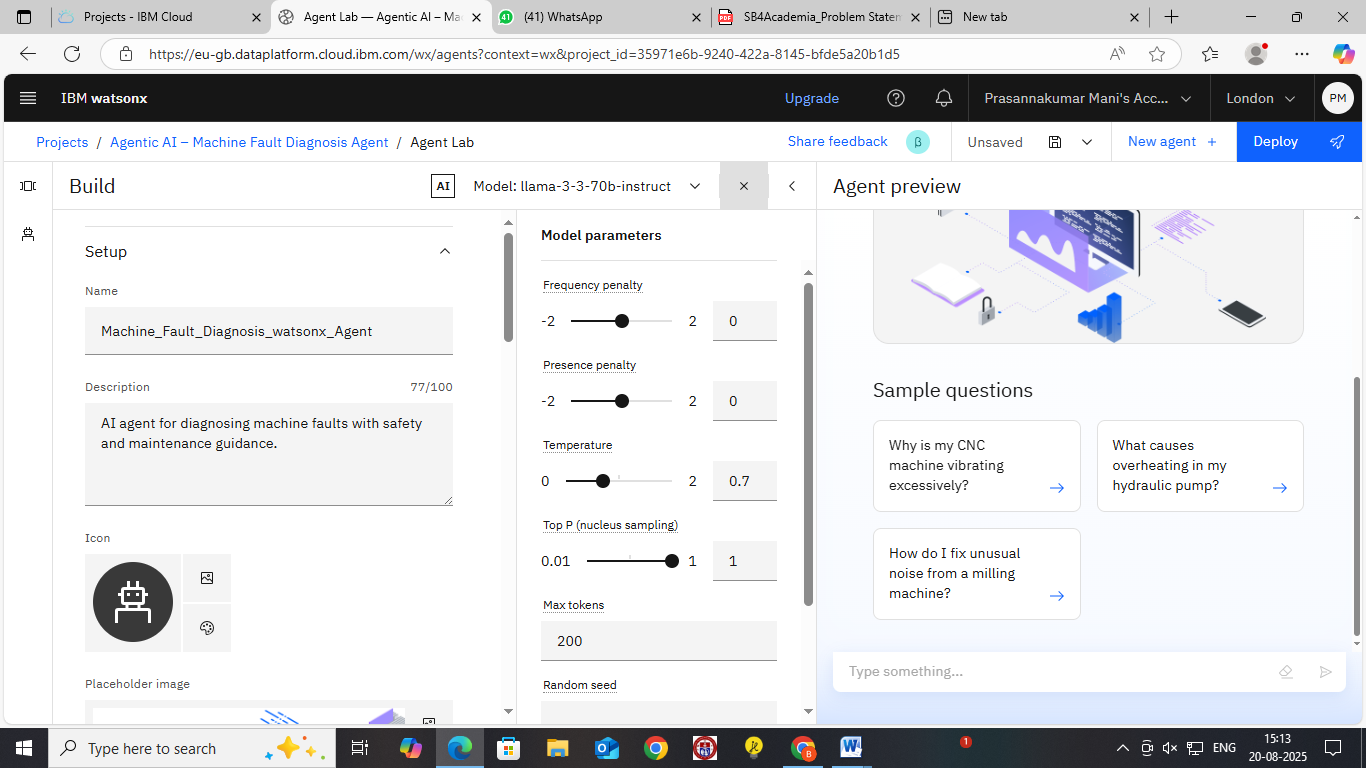 Projects - IBM Cloud
Agent Lab — Agentic AI – Ma
(41) WhatsApp
SB4Academia_Problem Staten
New tab
https://eu-gb.dataplatform.cloud.ibm.com/wx/agents?context=wx&project_id=35971e6b-9240-422a-8145-bfde5a20b1d5
IBM watsonx
Upgrade
Prasannakumar Mani's Acc...
London
PM
Projects / Agentic AI – Machine Fault Diagnosis Agent / Agent Lab
Share feedback
β
Unsaved
New agent +
Deploy
Build
AI
Model: llama-3-3-70b-instruct
Agent preview
Setup
Name
Machine_Fault_Diagnosis_watsonx_Agent
Description
77/100
AI agent for diagnosing machine faults with safety
and maintenance guidance.
Icon
Placeholder image
Model parameters
Frequency penalty
-2 2 0
Presence penalty
-2 2 0
Temperature
0 2 0.7
Top P (nucleus sampling)
0.01 1 1
Max tokens
200
Random seed
Sample questions
Why is my CNC
machine vibrating
excessively?
What causes
overheating in my
hydraulic pump?
How do I fix unusual
noise from a milling
machine?
Type something...
Type here to search
1
ENG
15:13
20-08-2025